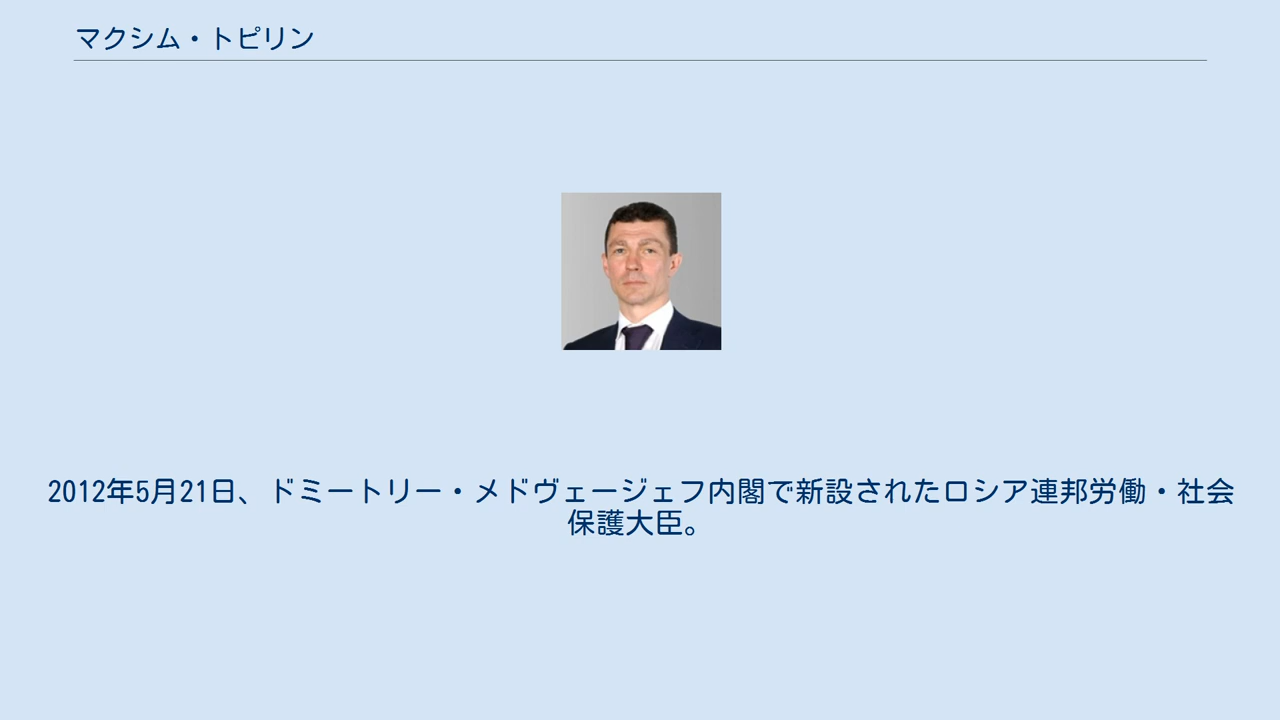 マクシム・トピリン
2012年5月21日、ドミートリー・メドヴェージェフ内閣で新設されたロシア連邦労働・社会
保護大臣。